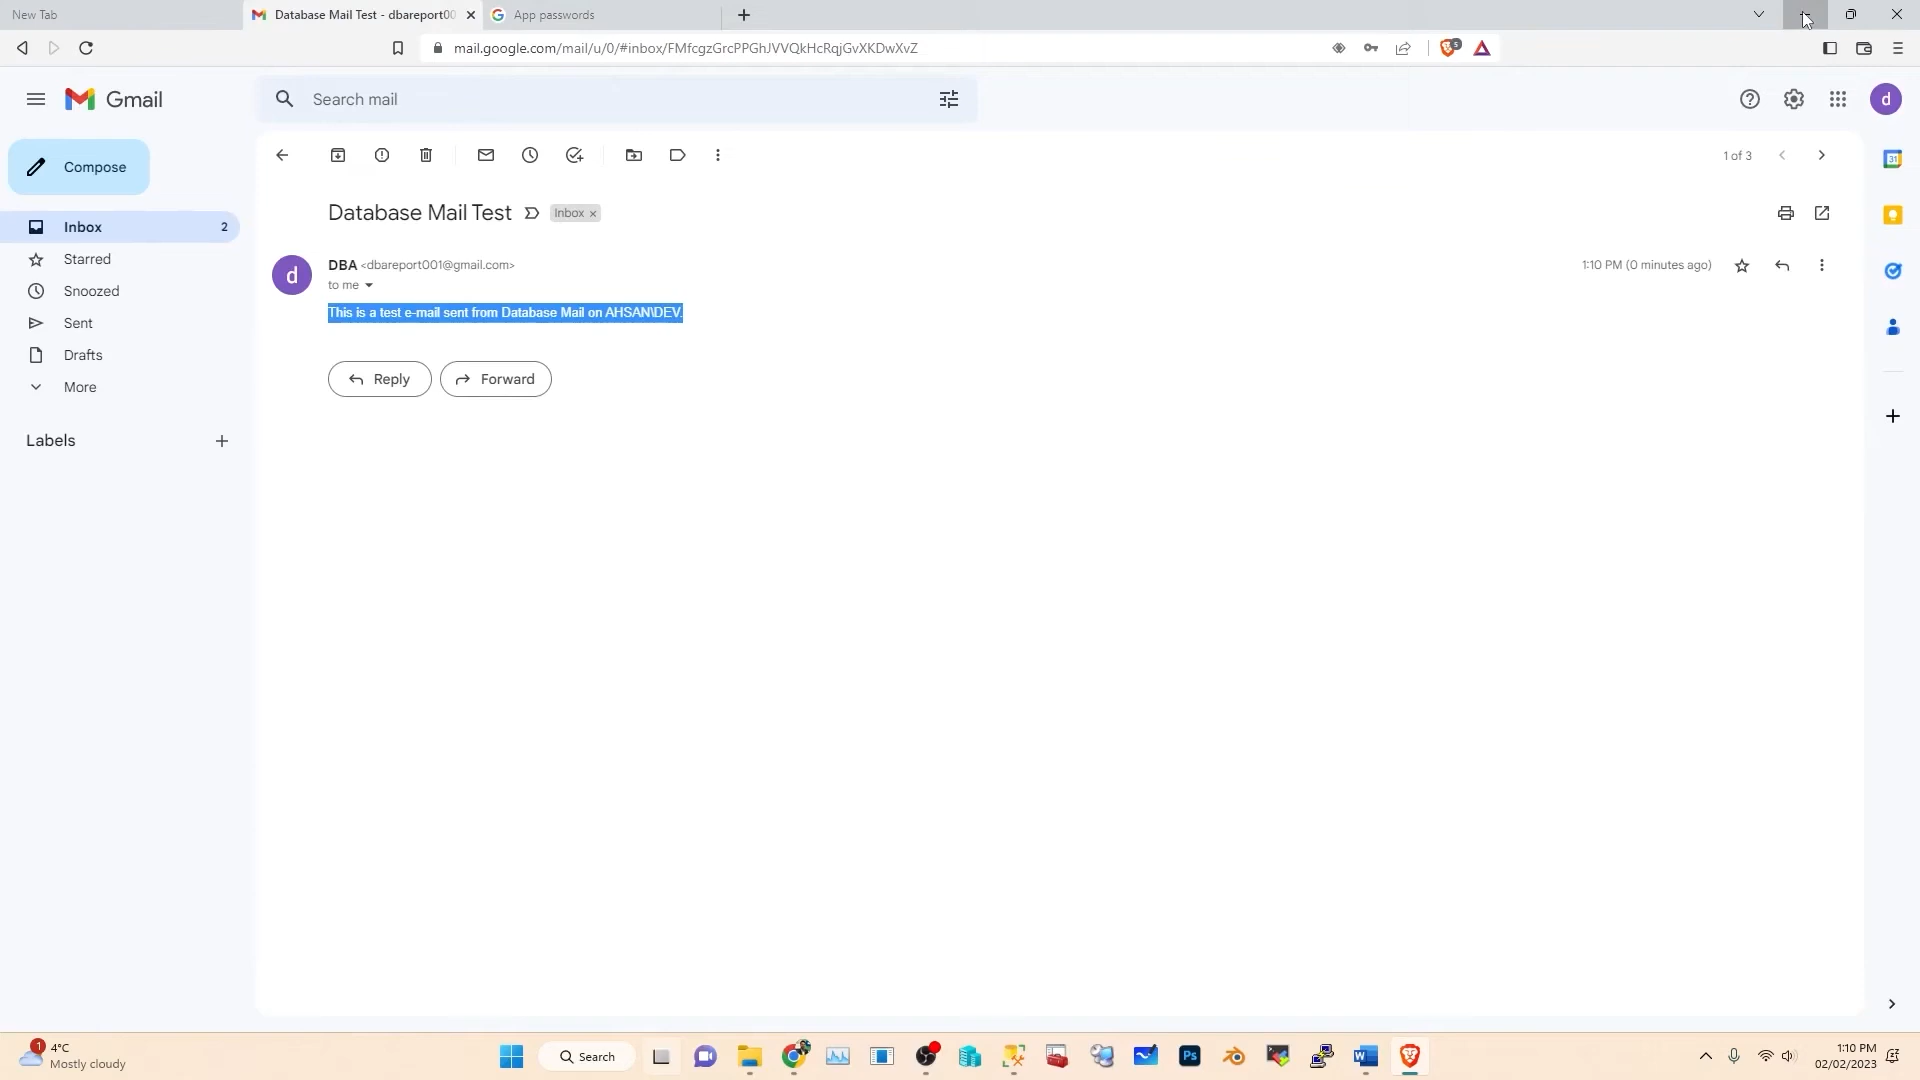 New Tab
Database Mail Test - dbareport00
App passwords
mail.google.com/mail/u/0/#inbox/FMfcgzGrcPPGhJVVQkHcRqjGvXKDwXvZ
Gmail
Search mail
d
Compose
1 of 3
31
Database Mail Test
Inbox x
Inbox
2
d
DBA <dbareport001@gmail.com>
1:10 PM (0 minutes ago)
Starred
to me
Snoozed
This is a test e-mail sent from Database Mail on AHSAN\DEV.
Sent
Drafts
Reply
Forward
More
Labels
1
4°C
Mostly cloudy
Search
Ps
1:10 PM
02/02/2023